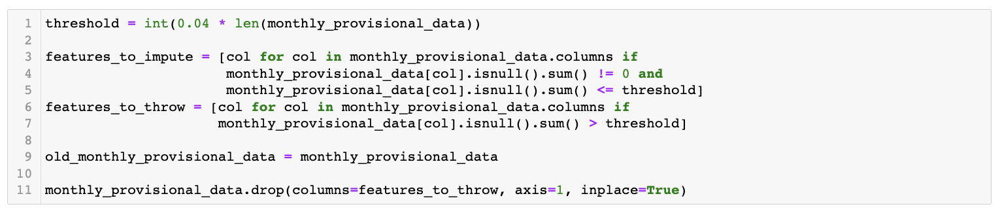 1 threshold = int(0.04 * len(monthly_provisional_data))
2
3 features_to_impute = [col for col in monthly_provisional_data.columns if
4                       monthly_provisional_data[col].isnull().sum() != 0 and
5                       monthly_provisional_data[col].isnull().sum() <= threshold]
6 features_to_throw = [col for col in monthly_provisional_data.columns if
7                      monthly_provisional_data[col].isnull().sum() > threshold]
8
9 old_monthly_provisional_data = monthly_provisional_data
10
11 monthly_provisional_data.drop(columns=features_to_throw, axis=1, inplace=True)